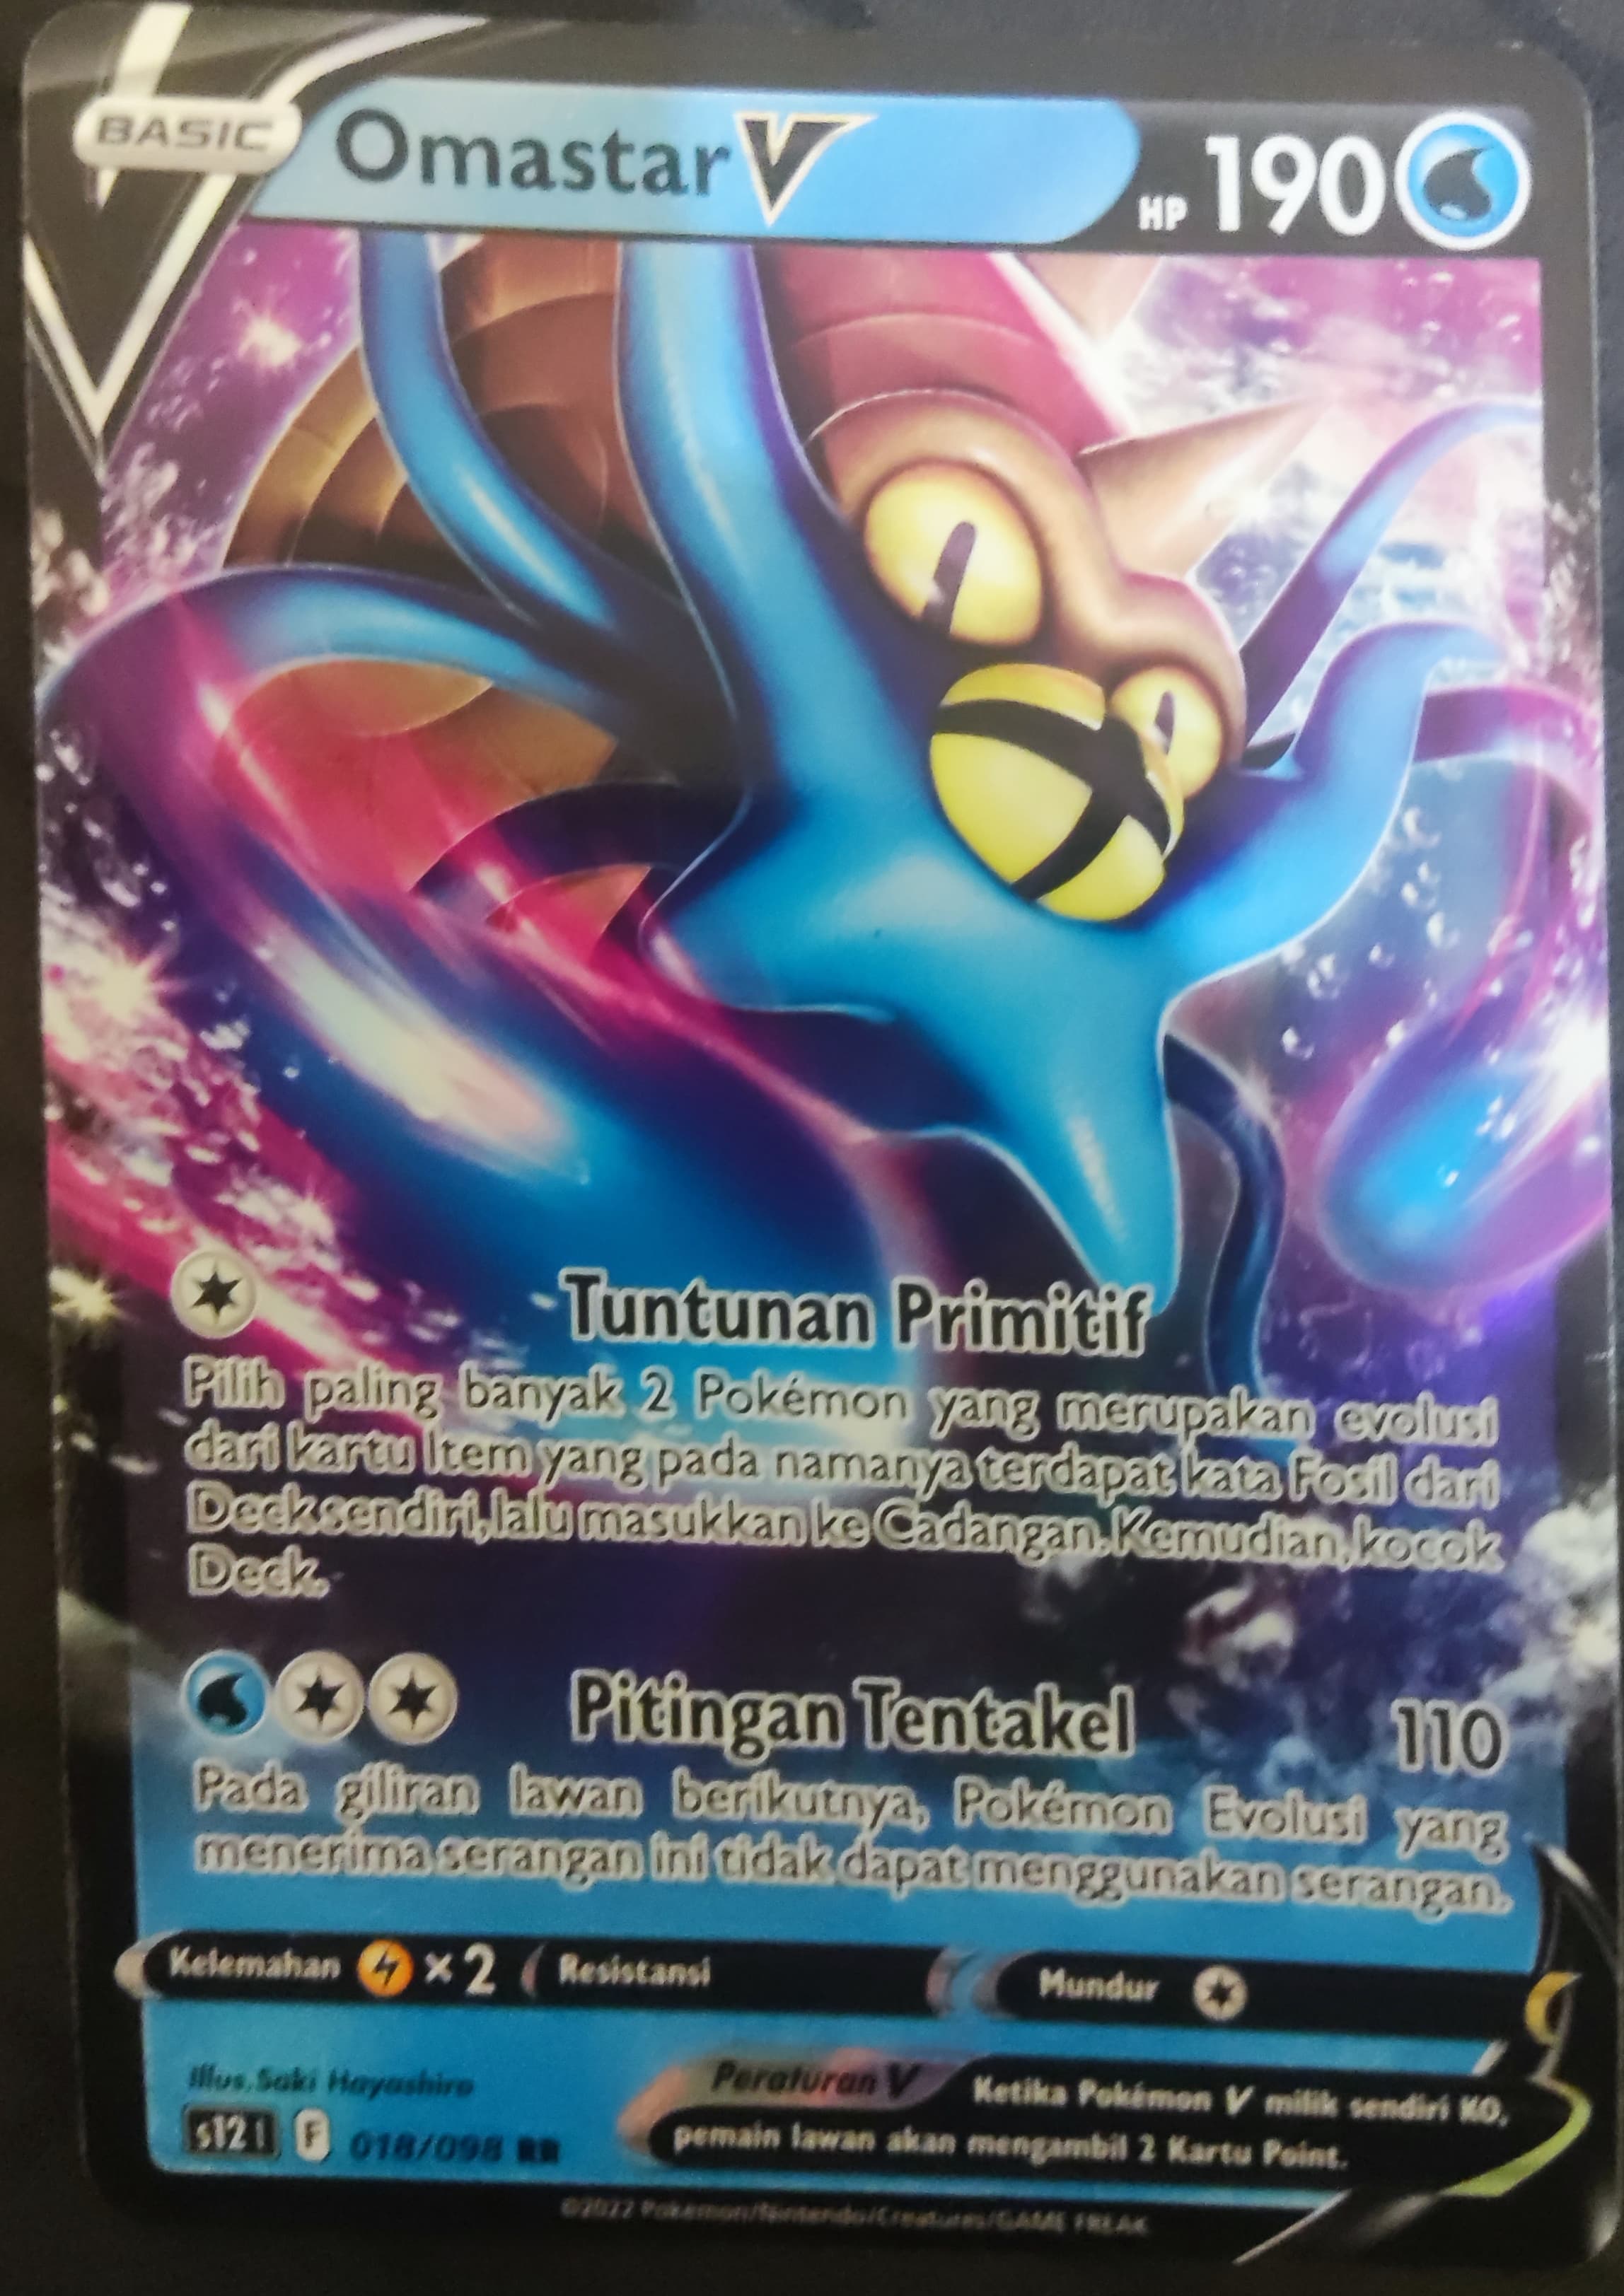 BASIC Omastar V HP 190
Tuntunan Primitif
Pilih paling banyak 2 Pokémon yang merupakan evolusi
dari kartu Item yang pada namanya terdapat kata Fosil dari
Deck sendiri, lalu masukkan ke Cadangan. Kemudian, kocok
Deck.
Pitingan Tentakel 110
Pada giliran lawan berikutnya, Pokémon Evolusi yang
menerima serangan ini tidak dapat menggunakan serangan.
Kelemahan ×2 Resistansi Mundur
Illus. Saki Hayashiro
Peraturan V Ketika Pokémon V milik sendiri KO,
pemain lawan akan mengambil 2 Kartu Point.
s12 I F 018/098 RR
©2022 Pokémon/Nintendo/Creatures/GAME FREAK